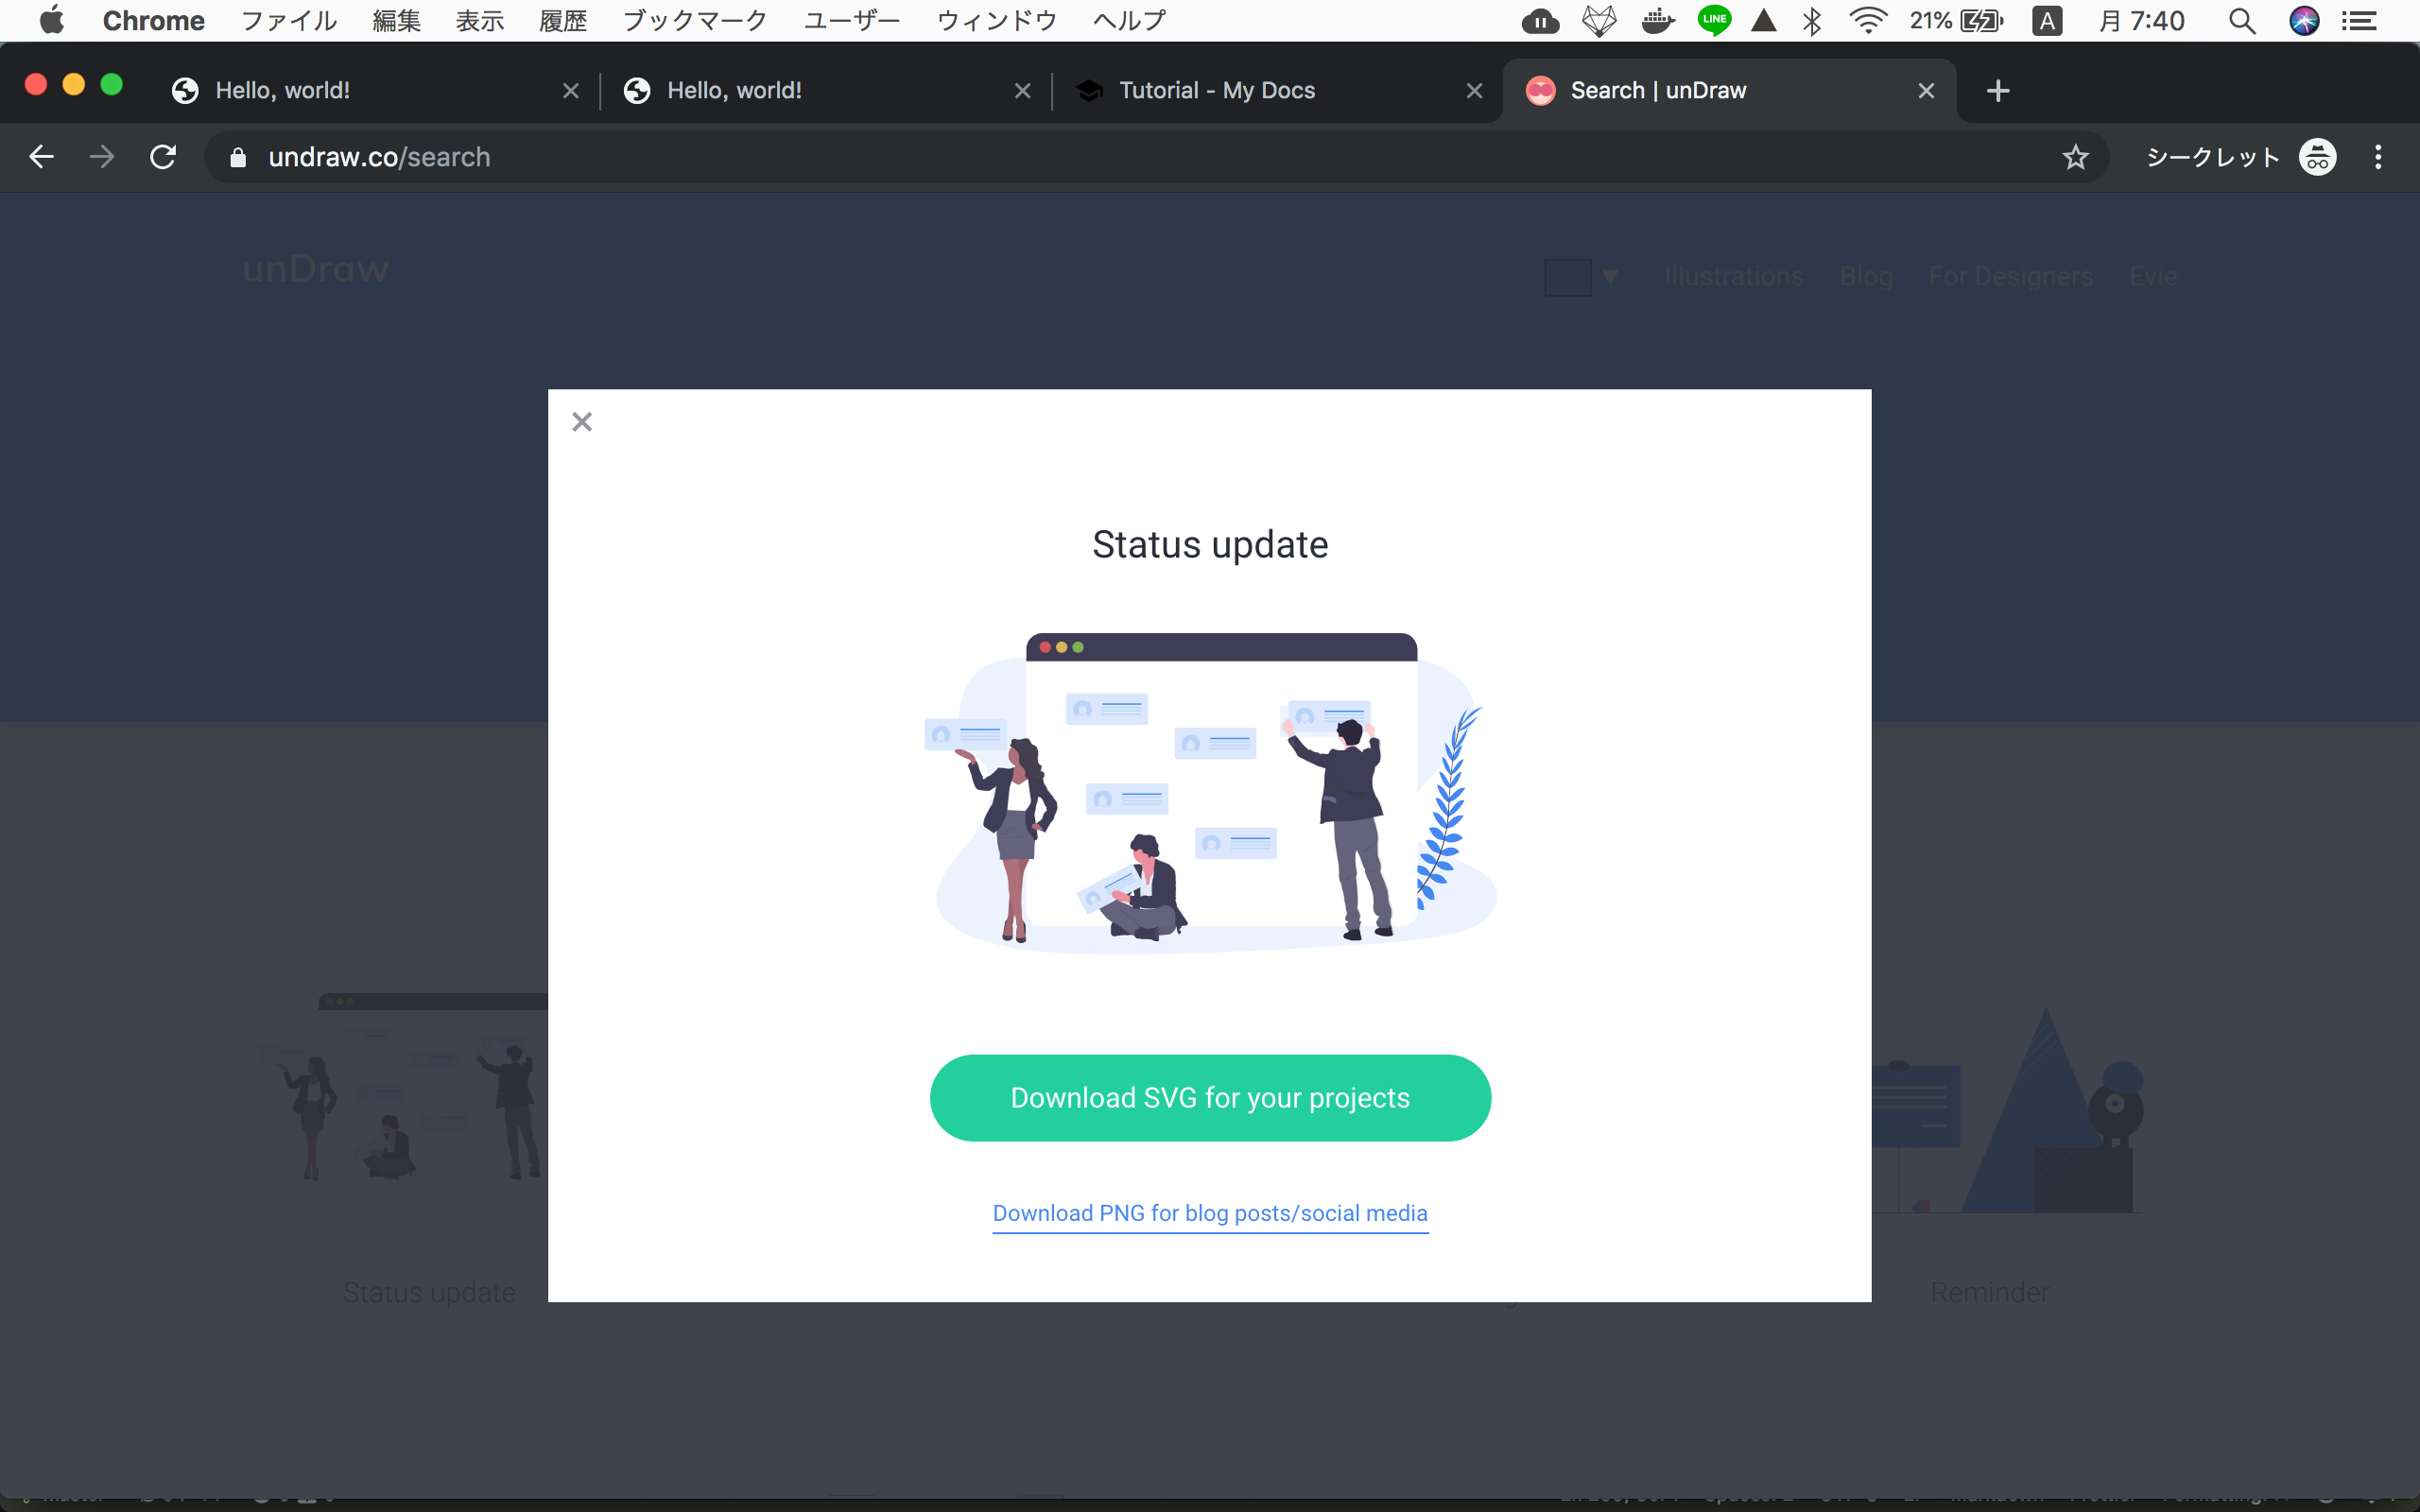 Chrome ファイル 編集 表示 履歴 ブックマーク ユーザー ウィンドウ ヘルプ LINE 21% A 月 7:40
Hello, world! Hello, world! Tutorial - My Docs Search | unDraw
undraw.co/search シークレット
unDraw Illustrations Blog For Designers Evie
Status update
Download SVG for your projects
Download PNG for blog posts/social media
Status update Reminder